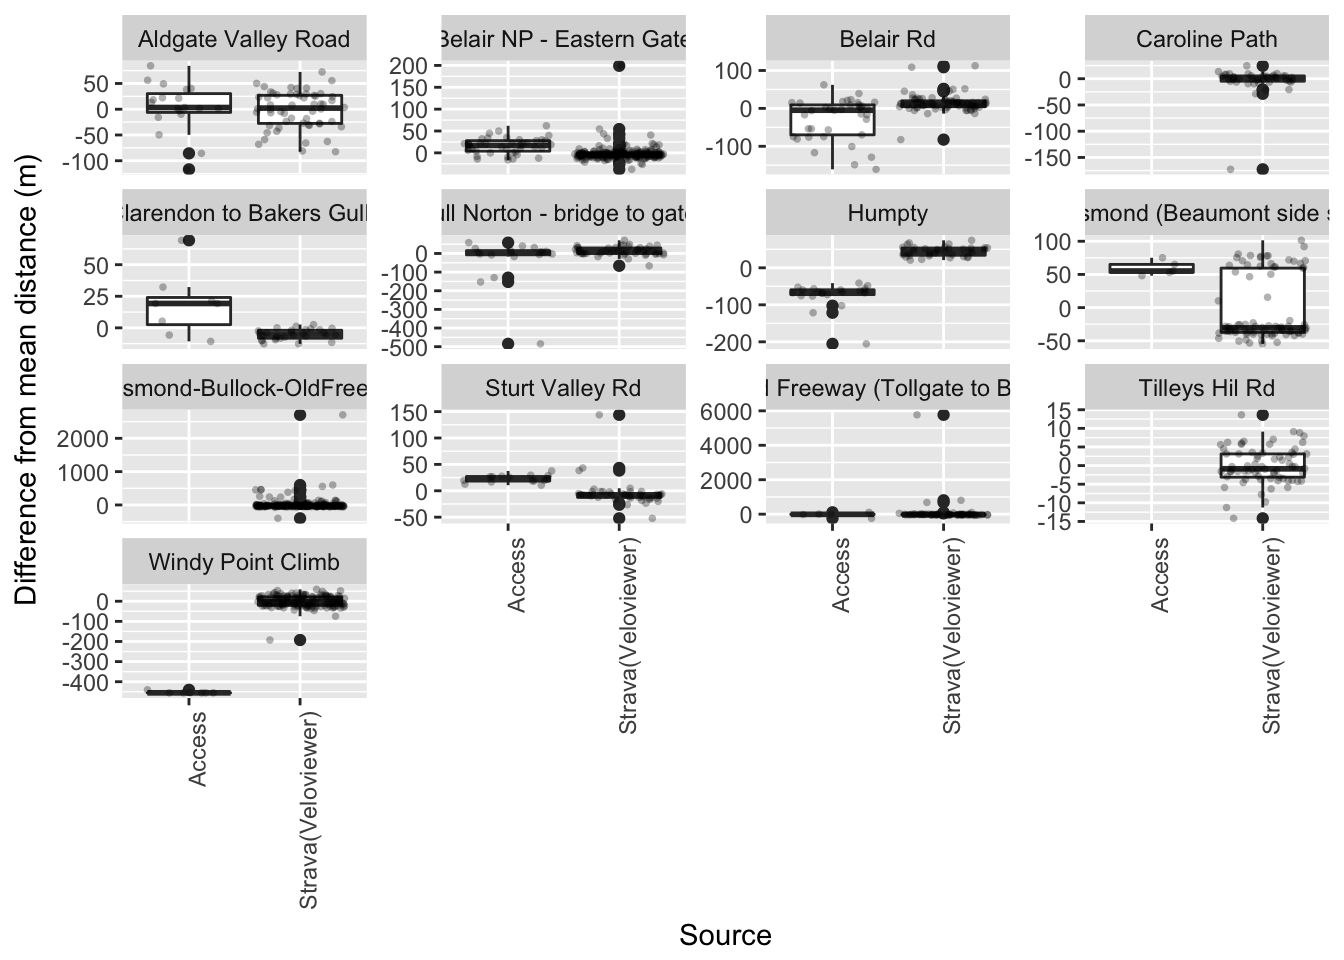 Difference from mean distance (m)
Aldgate Valley Road
50
0
-50
-100
Belair NP - Eastern Gate
200
150
100
50
0
Belair Rd
100
0
-100
Caroline Path
0
-50
-100
-150
larendon to Bakers Gull
50
25
0
ull Norton - bridge to gate
0
-100
-200
-300
-400
-500
Humpty
0
-100
-200
smond (Beaumont side s
100
50
0
-50
smond-Bullock-OldFree
2000
1000
0
Sturt Valley Rd
150
100
50
0
-50
Access
Strava(Veloviewer)
Freeway (Tollgate to B
6000
4000
2000
0
Access
Strava(Veloviewer)
Tilleys Hil Rd
15
10
5
0
-5
-10
-15
Access
Strava(Veloviewer)
Windy Point Climb
0
-100
-200
-300
-400
Access
Strava(Veloviewer)
Source